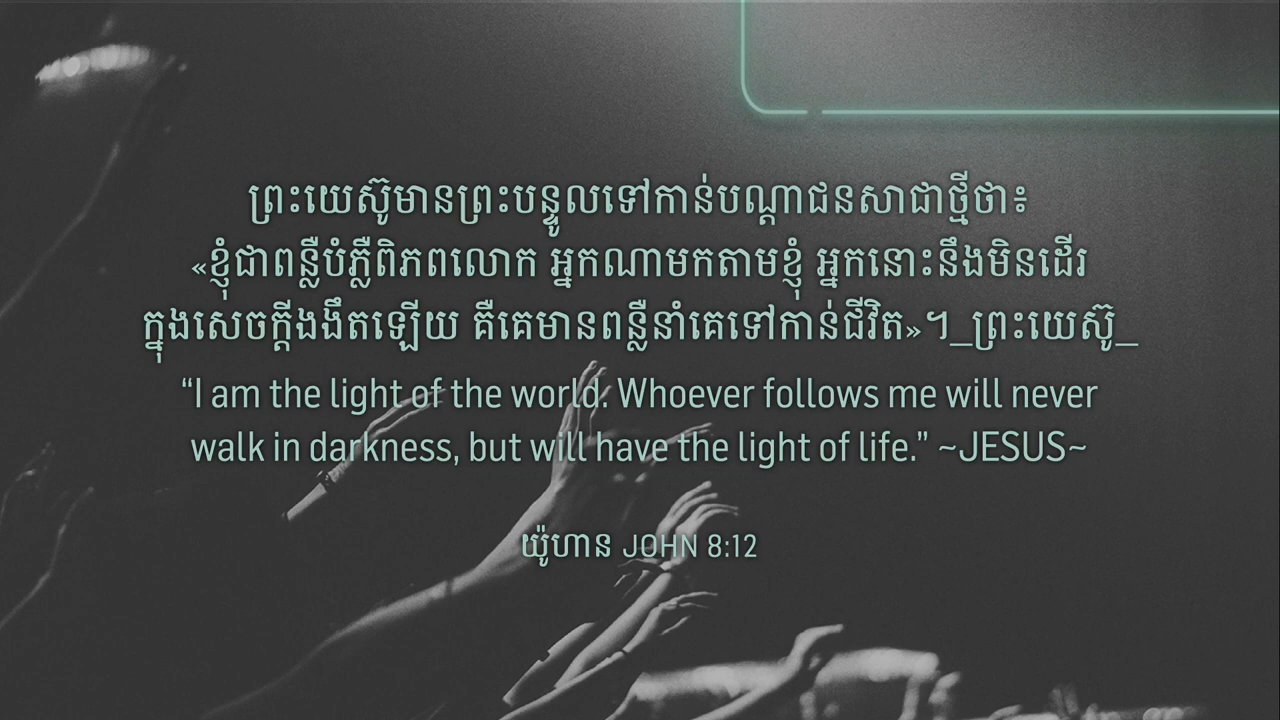 ព្រះយេស៊ូមានព្រះបន្ទូលទៅកាន់បណ្ដាជនសាជាថ្មីថា៖
«ខ្ញុំជាពន្លឺបំភ្លឺពិភពលោក អ្នកណាមកតាមខ្ញុំ អ្នកនោះនឹងមិនដើរ
ក្នុងសេចក្ដីងងឹតឡើយ គឺគេមានពន្លឺនាំគេទៅកាន់ជីវិត»។_ព្រះយេស៊ូ_
“I am the light of the world. Whoever follows me will never
walk in darkness, but will have the light of life.” ~JESUS~
យ៉ូហាន JOHN 8:12